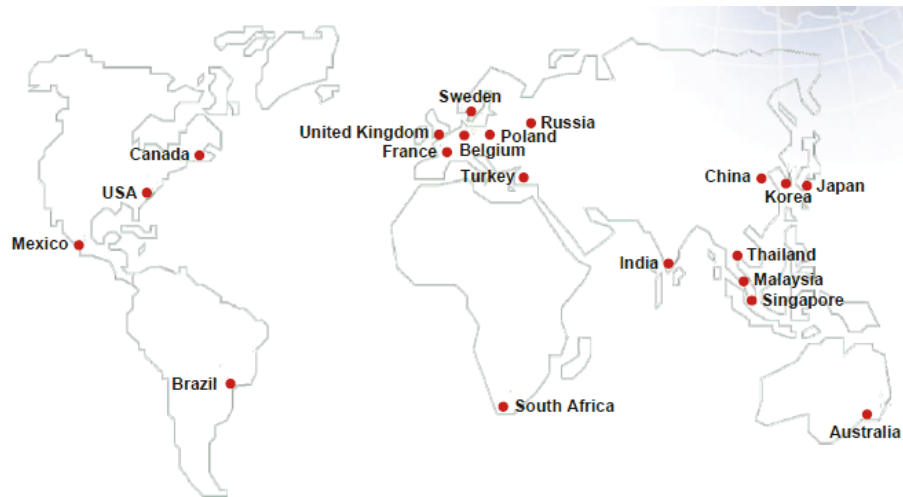 Sweden
United Kingdom
Russia
Poland
Canada
France
Belgium
USA
Turkey
China
Korea
Japan
Mexico
India
Thailand
Malaysia
Singapore
Brazil
South Africa
Australia